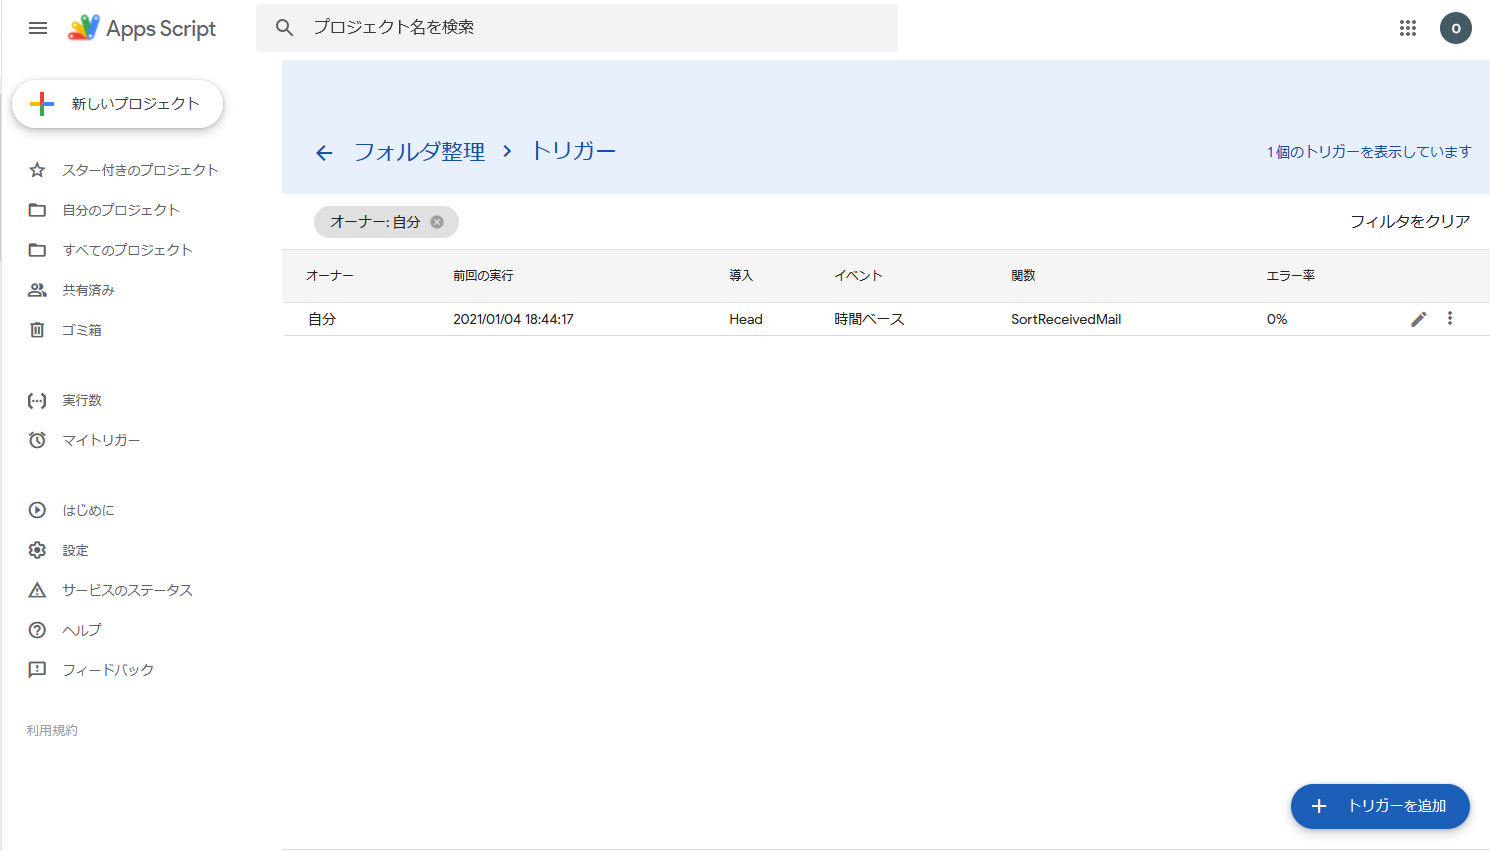 Apps Script
プロジェクト名を検索
o
新しいプロジェクト
スター付きのプロジェクト
自分のプロジェクト
すべてのプロジェクト
共有済み
ゴミ箱
実行数
マイトリガー
はじめに
設定
サービスのステータス
ヘルプ
フィードバック
利用規約
フォルダ整理 トリガー
1 個のトリガーを表示しています
オーナー: 自分
フィルタをクリア
オーナー 前回の実行 導入 イベント 関数 エラー率
自分 2021/01/04 18:44:17 Head 時間ベース SortReceivedMail 0%
トリガーを追加